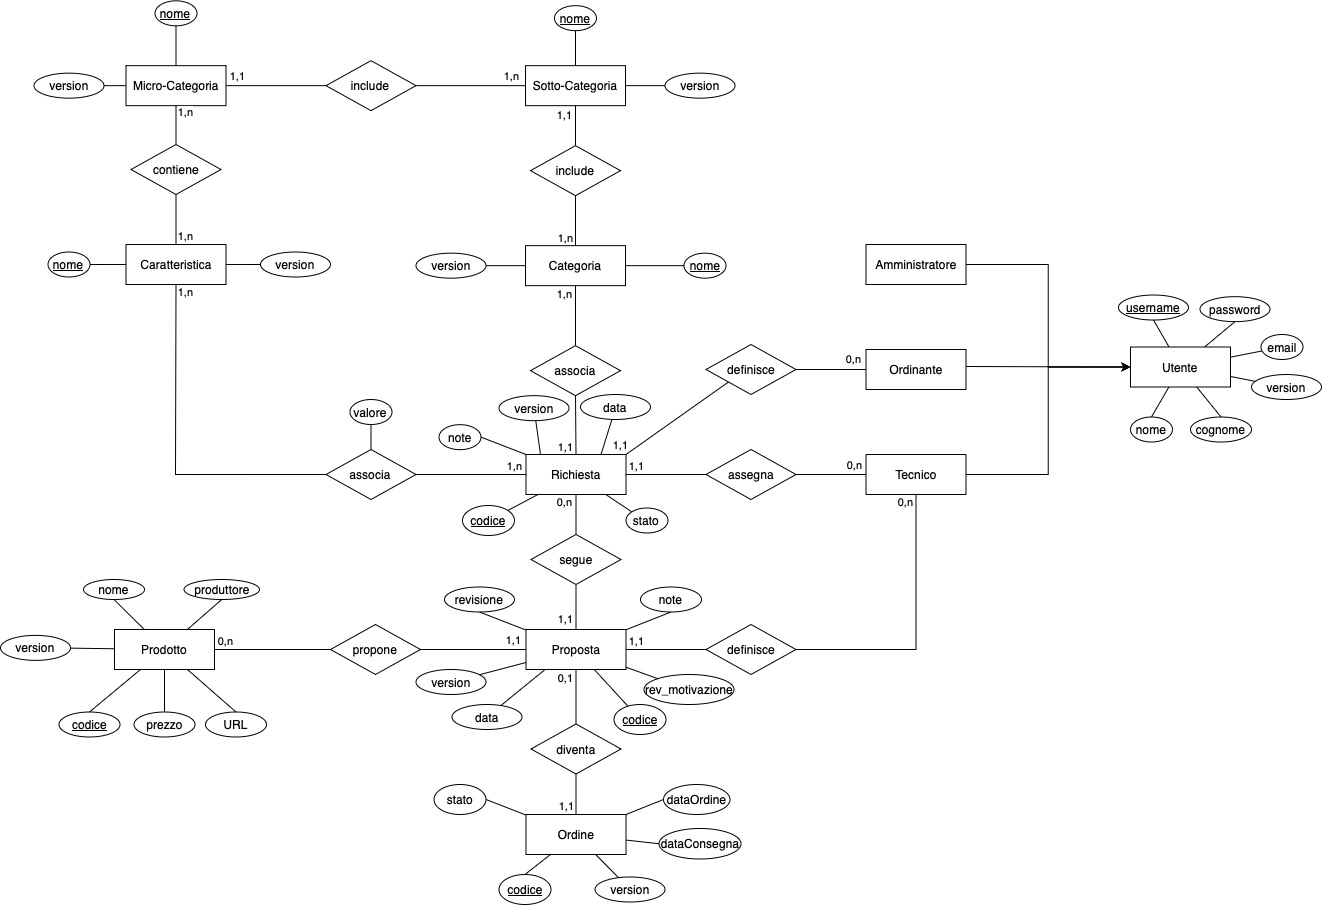 nome
nome
version
Micro-Categoria
1,1
include
1,n
Sotto-Categoria
version
1,n
1,1
contiene
include
1,n
1,n
nome
Caratteristica
version
version
Categoria
nome
Amministratore
1,n
1,n
username
password
email
Utente
version
nome
cognome
associa
definisce
0,n
Ordinante
valore
version
data
note
1,1
1,1
associa
1,n
Richiesta
1,1
assegna
0,n
Tecnico
0,n
0,n
codice
stato
segue
nome
produttore
revisione
note
1,1
version
Prodotto
0,n
propone
1,1
Proposta
1,1
definisce
version
0,1
rev_motivazione
codice
prezzo
URL
data
codice
diventa
stato
1,1
dataOrdine
Ordine
dataConsegna
codice
version